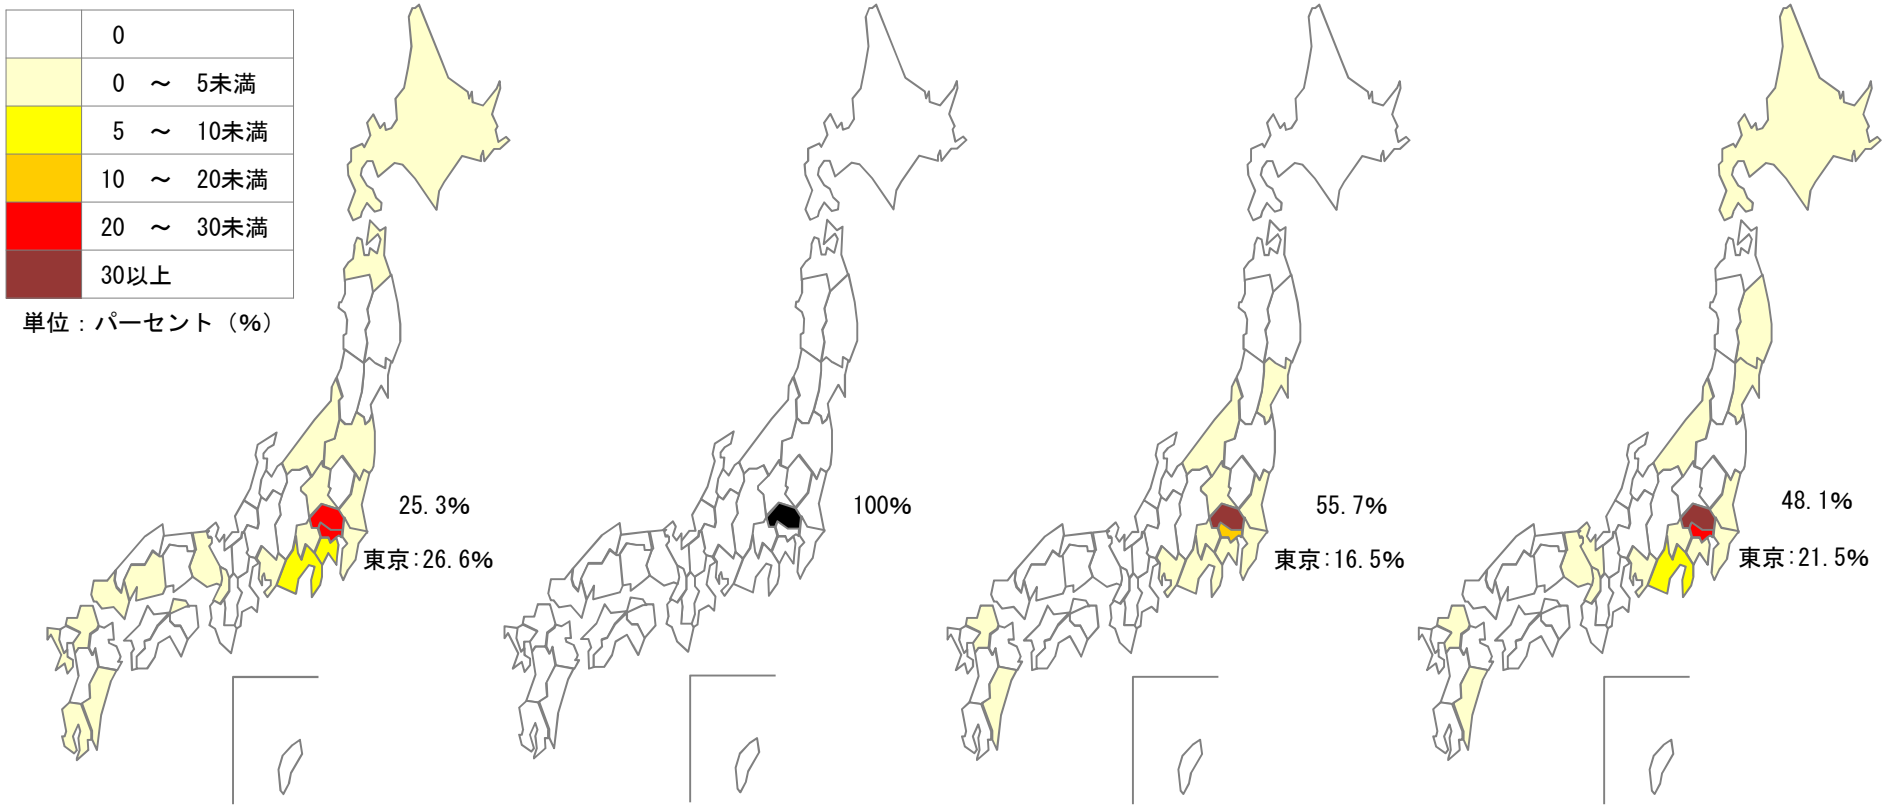 0
0 ～ 5未満
5 ～ 10未満
10 ～ 20未満
20 ～ 30未満
30以上
単位：パーセント（%）
25.3%
東京:26.6%
100%
55.7%
東京:16.5%
48.1%
東京:21.5%